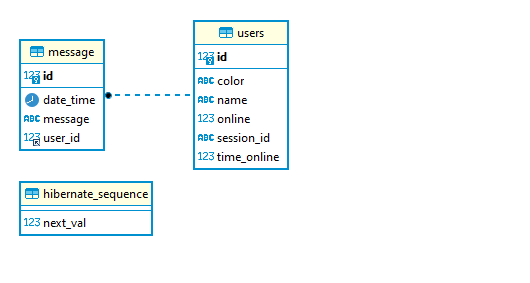 message
123 id
date_time
ABC message
123 user_id
users
123 id
ABC color
ABC name
123 online
ABC session_id
123 time_online
hibernate_sequence
123 next_val